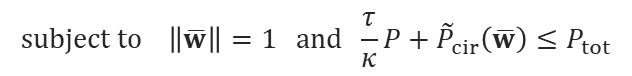 subject to ‖w̅‖ = 1 and τ/κ P + P̃cir(w̅) ≤ Ptot